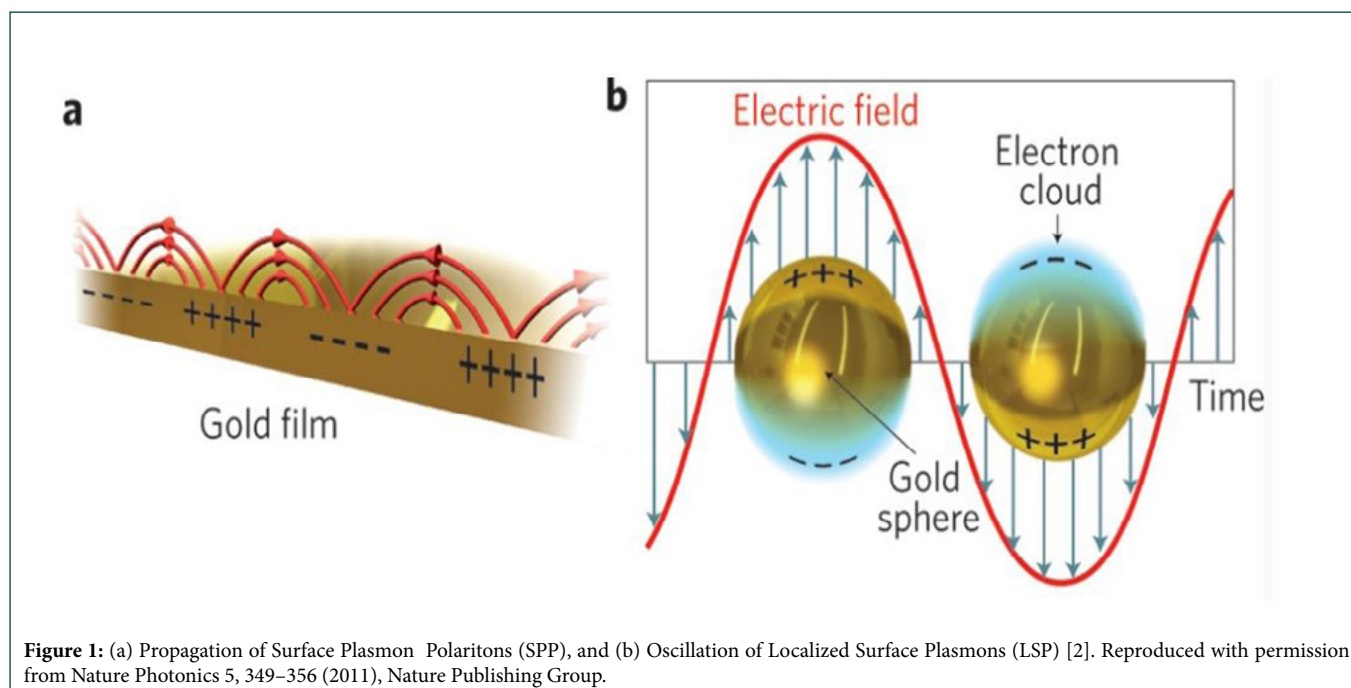 a
b
Electric field
Electron
cloud
+++
- - -
- - - -
++++
- - - -
++++
Time
+++
- - -
Gold film
Gold
sphere
Figure 1: (a) Propagation of Surface Plasmon Polaritons (SPP), and (b) Oscillation of Localized Surface Plasmons (LSP) [2]. Reproduced with permission
from Nature Photonics 5, 349–356 (2011), Nature Publishing Group.